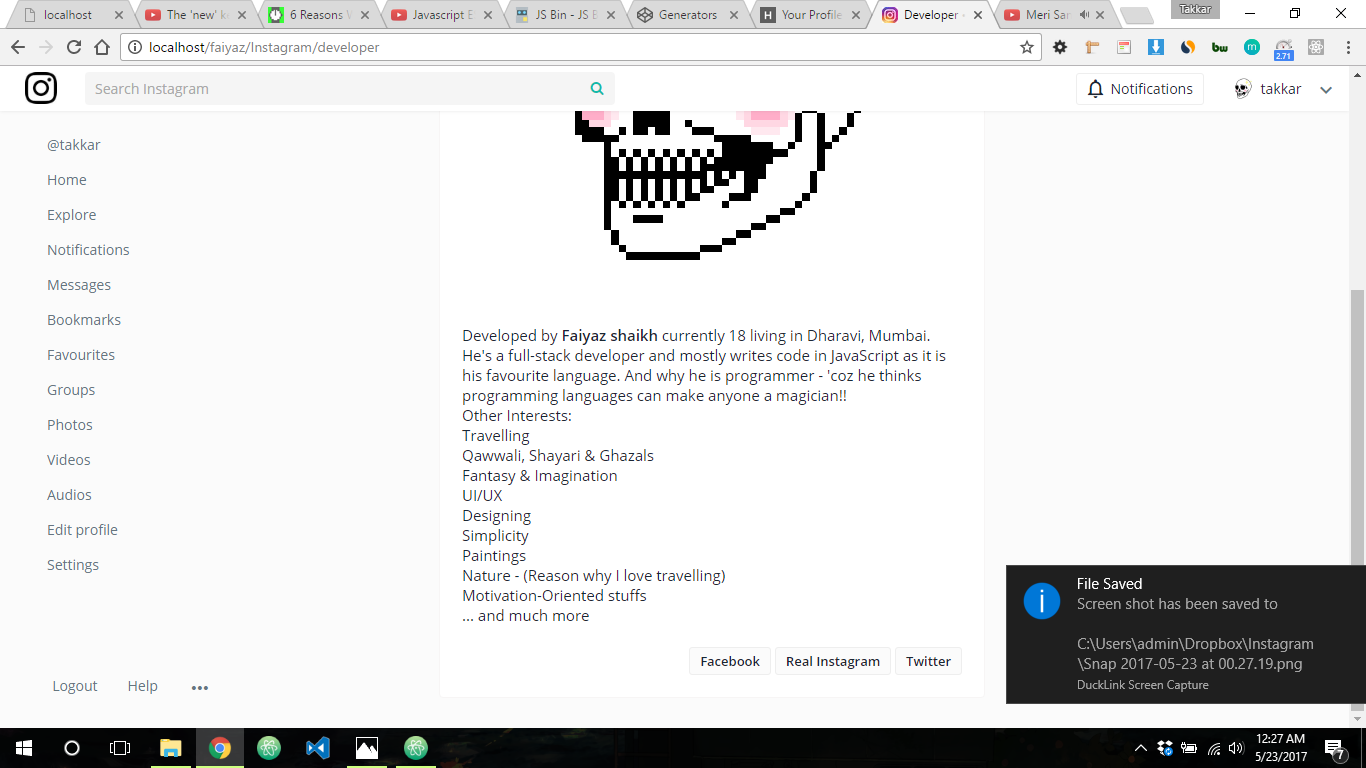 localhost
The 'new' k
6 Reasons
Javascript E
JS Bin - JS B
Generators
Your Profile
Developer
Meri Sar
Takkar
localhost/faiyaz/Instagram/developer
bw
m
2.71
Search Instagram
Notifications
takkar
@takkar
Home
Explore
Notifications
Messages
Bookmarks
Favourites
Groups
Photos
Videos
Audios
Edit profile
Settings
Logout
Help
Developed by Faiyaz shaikh currently 18 living in Dharavi, Mumbai.
He's a full-stack developer and mostly writes code in JavaScript as it is
his favourite language. And why he is programmer - 'coz he thinks
programming languages can make anyone a magician!!
Other Interests:
Travelling
Qawwali, Shayari & Ghazals
Fantasy & Imagination
UI/UX
Designing
Simplicity
Paintings
Nature - (Reason why I love travelling)
Motivation-Oriented stuffs
... and much more
Facebook
Real Instagram
Twitter
File Saved
Screen shot has been saved to
C:\Users\admin\Dropbox\Instagram
\Snap 2017-05-23 at 00.27.19.png
DuckLink Screen Capture
12:27 AM
5/23/2017
7